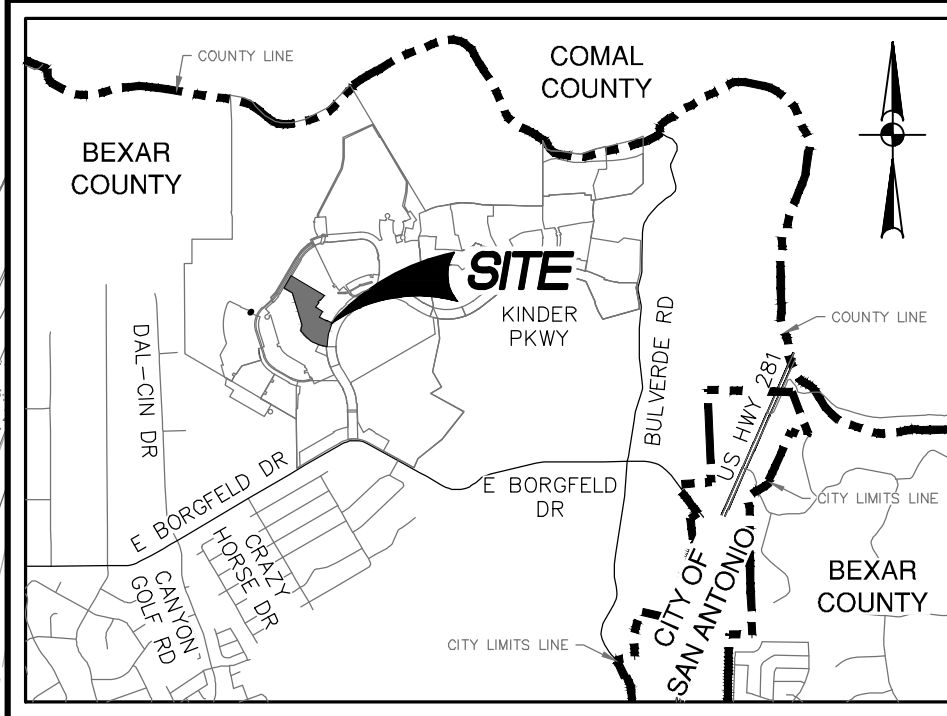 COUNTY LINE
COMAL
COUNTY
BEXAR
COUNTY
SITE
KINDER
PKWY
COUNTY LINE
DAL-CIN DR
BULVERDE RD
US HWY 281
E BORGFELD DR
E BORGFELD
DR
CITY LIMITS LINE
CRAZY
HORSE DR
CANYON
GOLF RD
CITY OF
SAN ANTONIO
BEXAR
COUNTY
CITY LIMITS LINE